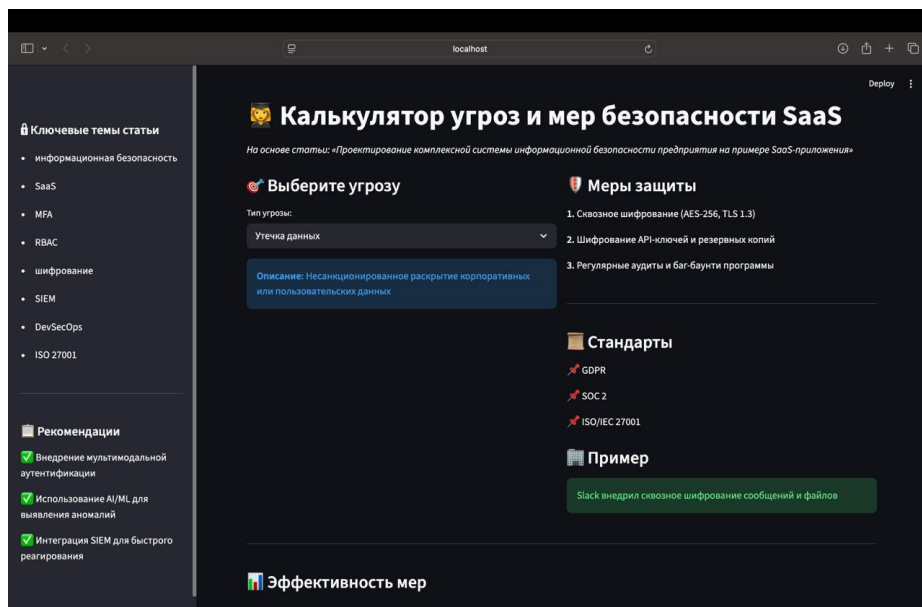 localhost
Deploy
Ключевые темы статьи
информационная безопасность
SaaS
MFA
RBAC
шифрование
SIEM
DevSecOps
ISO 27001
Рекомендации
Внедрение мультимодальной
аутентификации
Использование AI/ML для
выявления аномалий
Интеграция SIEM для быстрого
реагирования
Калькулятор угроз и мер безопасности SaaS
На основе статьи: «Проектирование комплексной системы информационной безопасности предприятия на примере SaaS-приложения»
Выберите угрозу
Тип угрозы:
Утечка данных
Описание: Несанкционированное раскрытие корпоративных
или пользовательских данных
Меры защиты
1. Сквозное шифрование (AES-256, TLS 1.3)
2. Шифрование API-ключей и резервных копий
3. Регулярные аудиты и баг-баунти программы
Стандарты
GDPR
SOC 2
ISO/IEC 27001
Пример
Slack внедрил сквозное шифрование сообщений и файлов
Эффективность мер